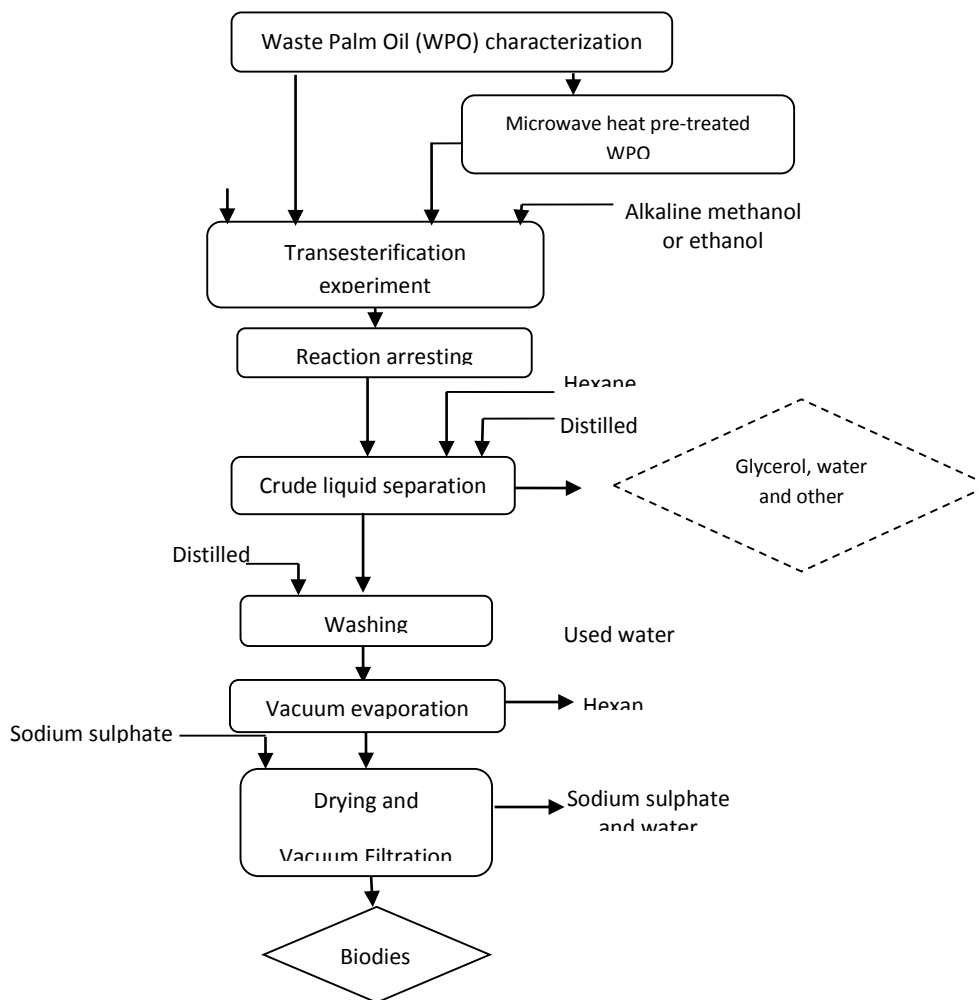 Waste Palm Oil (WPO) characterization
Microwave heat pre-treated
WPO
Alkaline methanol
or ethanol
Transesterification
experiment
Reaction arresting
Hexane
Distilled
Crude liquid separation
Glycerol, water
and other
Distilled
Washing
Used water
Vacuum evaporation
Hexan
Sodium sulphate
Drying and
Vacuum Filtration
Sodium sulphate
and water
Biodies